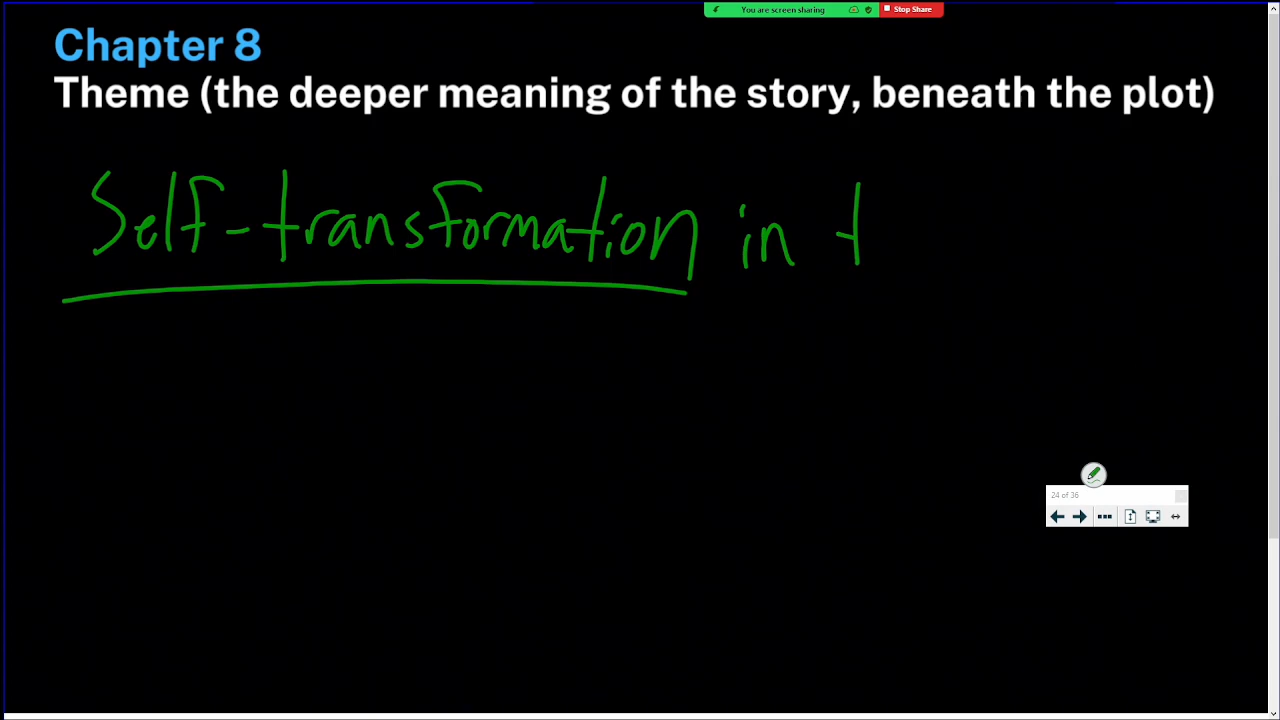 You are screen sharing Stop Share
Chapter 8
Theme (the deeper meaning of the story, beneath the plot)
Self-transformation in t
24 of 36